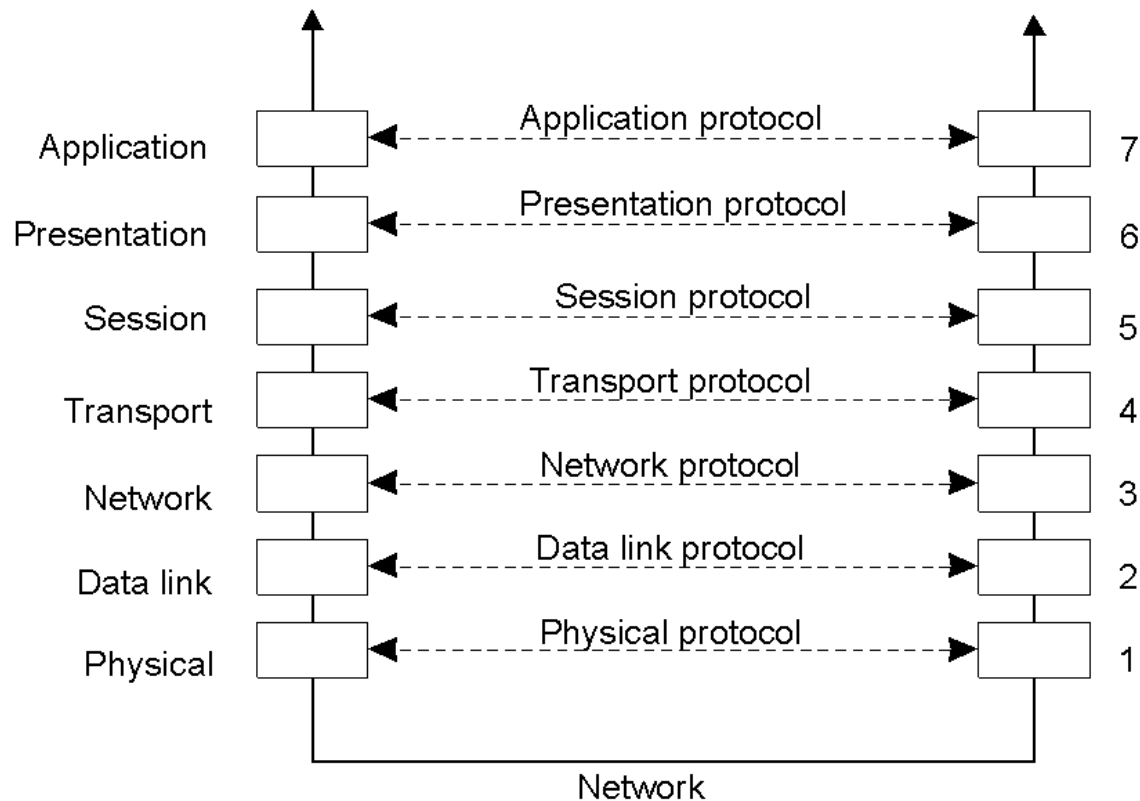 Application Application protocol 7
Presentation Presentation protocol 6
Session Session protocol 5
Transport Transport protocol 4
Network Network protocol 3
Data link Data link protocol 2
Physical Physical protocol 1
Network